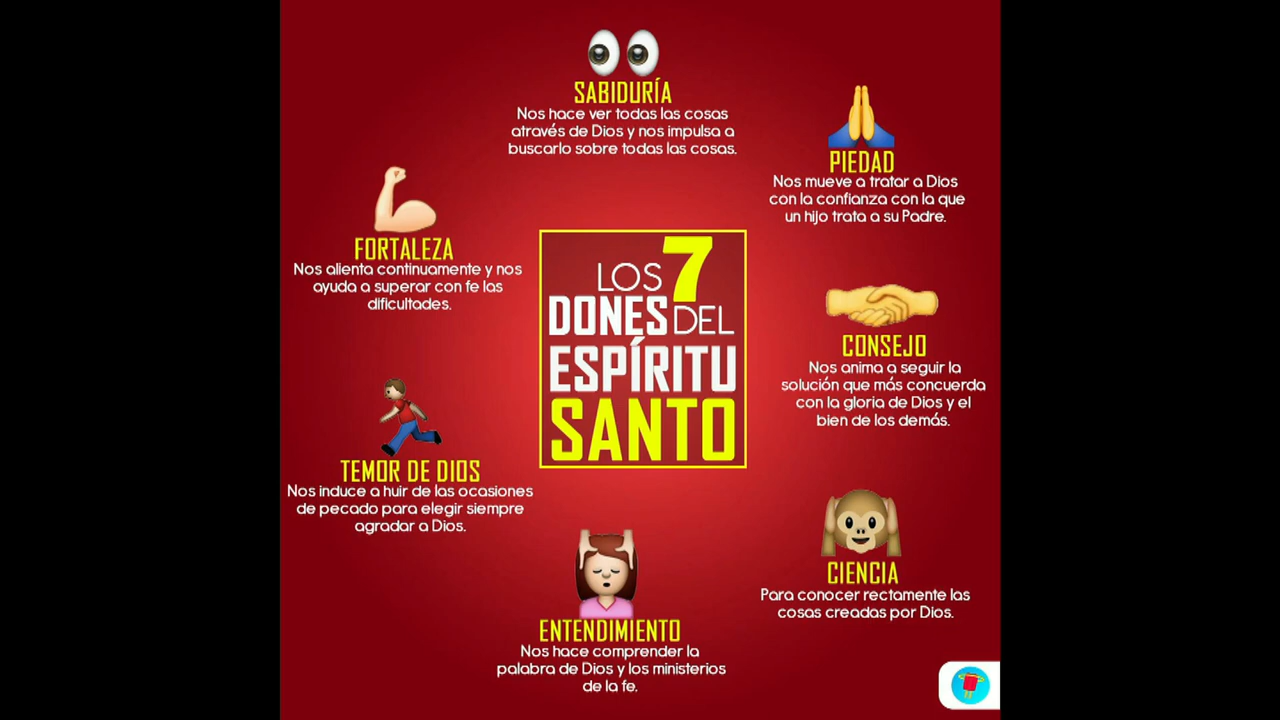 SABIDURÍA
Nos hace ver todas las cosas
através de Dios y nos impulsa a
buscarlo sobre todas las cosas.
PIEDAD
Nos mueve a tratar a Dios
con la confianza con la que
un hijo trata a su Padre.
FORTALEZA
Nos alienta continuamente y nos
ayuda a superar con fe las
dificultades.
LOS 7
DONES DEL
ESPÍRITU
SANTO
CONSEJO
Nos anima a seguir la
solución que más concuerda
con la gloria de Dios y el
bien de los demás.
TEMOR DE DIOS
Nos induce a huir de las ocasiones
de pecado para elegir siempre
agradar a Dios.
CIENCIA
Para conocer rectamente las
cosas creadas por Dios.
ENTENDIMIENTO
Nos hace comprender la
palabra de Dios y los ministerios
de la fe.